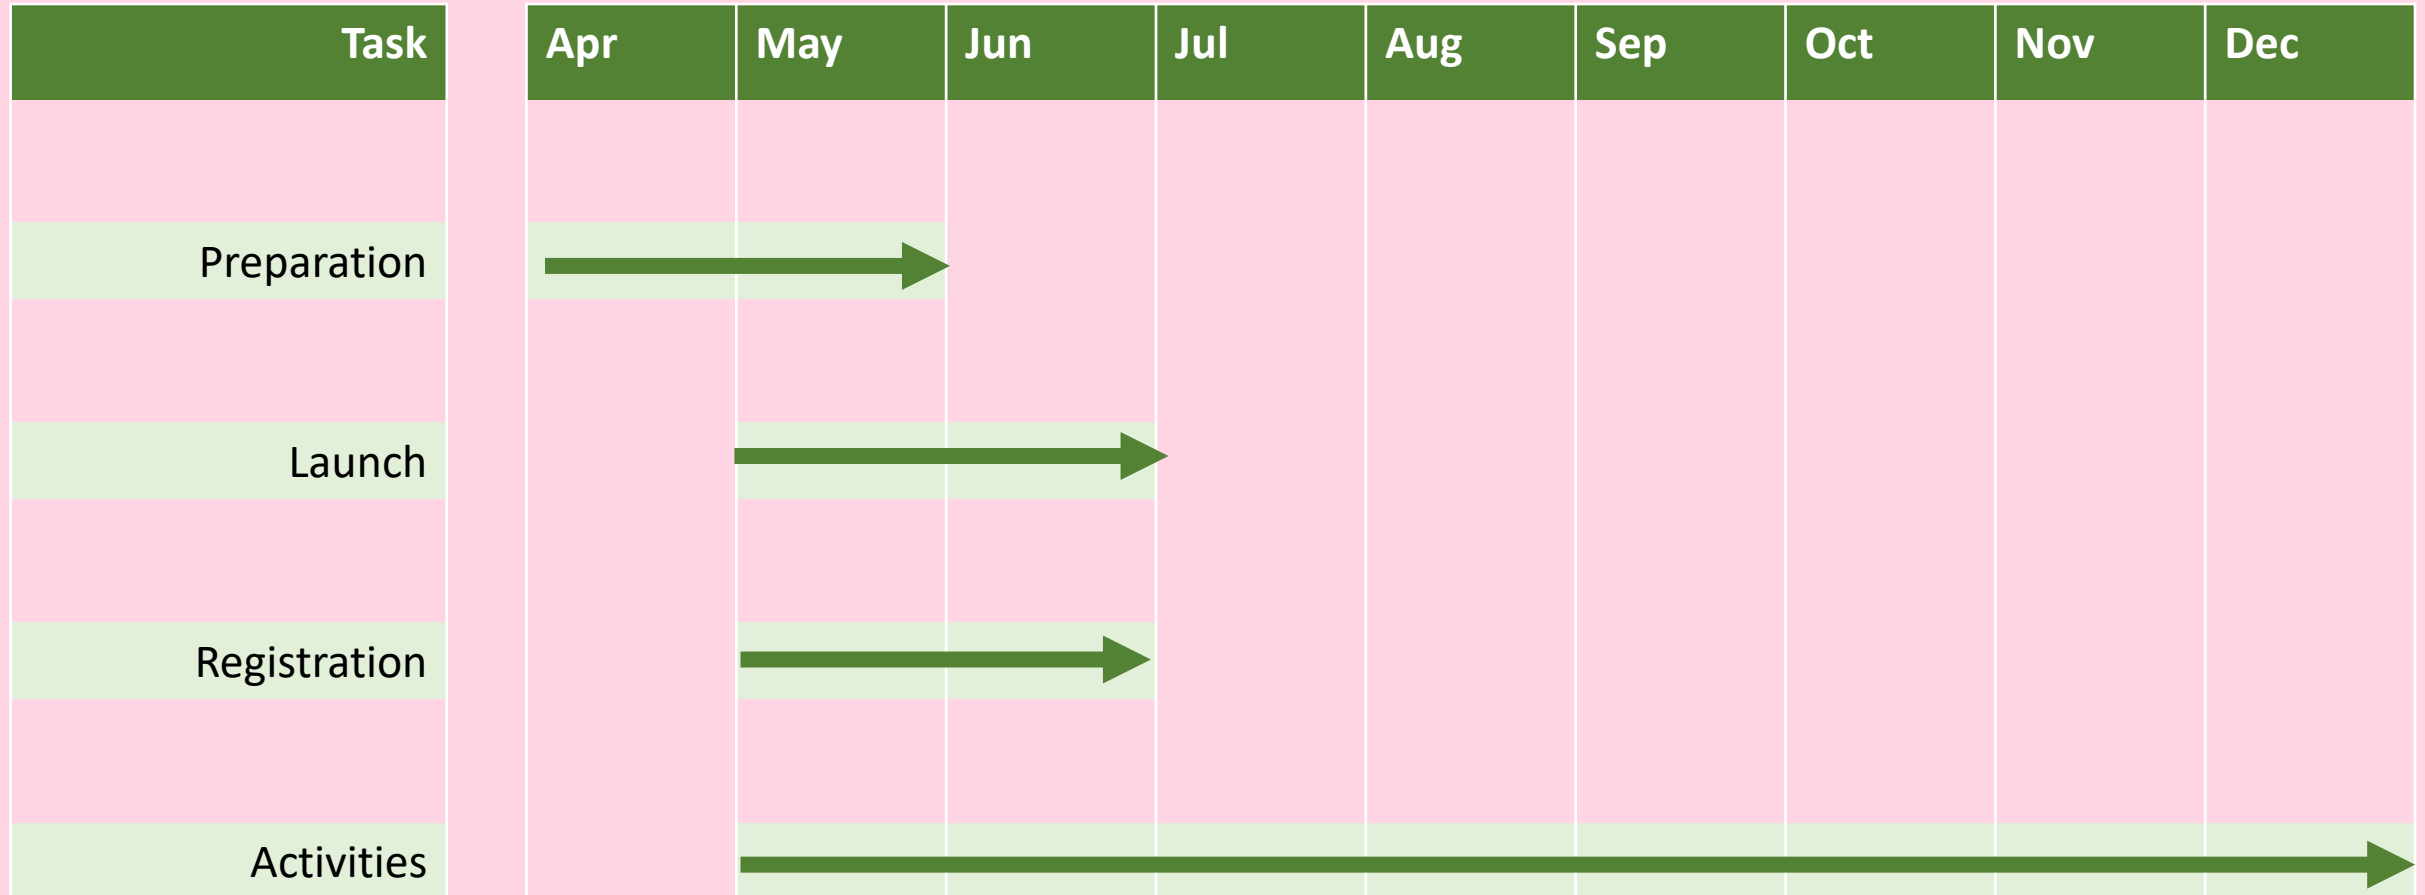 Task Apr May Jun Jul Aug Sep Oct Nov Dec
Preparation
Launch
Registration
Activities